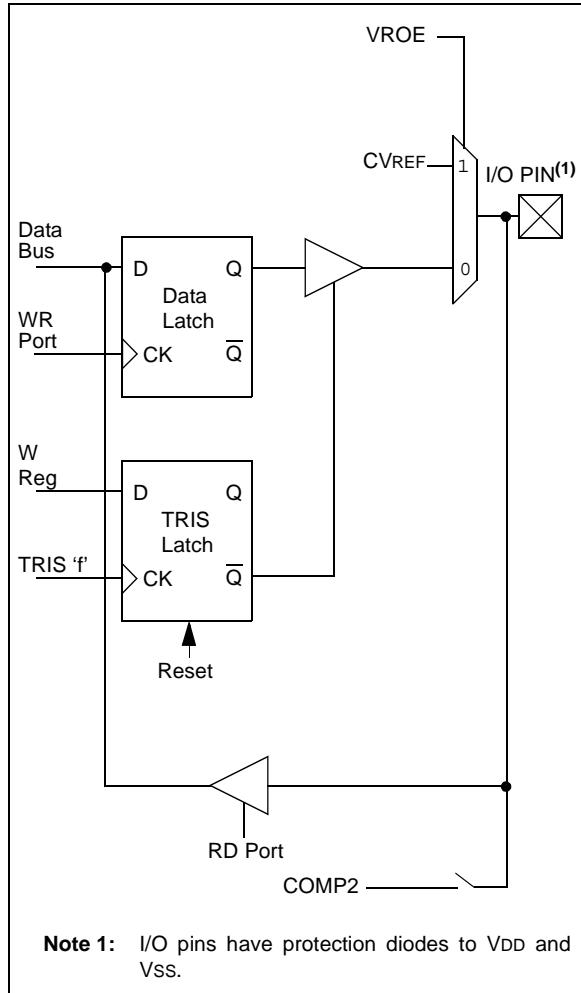 VROE
CVREF
1
I/O PIN(1)
Data
Bus
D
Q
0
Data
Latch
WR
Port
CK
Q
W
Reg
D
Q
TRIS
Latch
TRIS ‘f’
CK
Q
Reset
RD Port
COMP2
Note 1: I/O pins have protection diodes to VDD and
VSS.